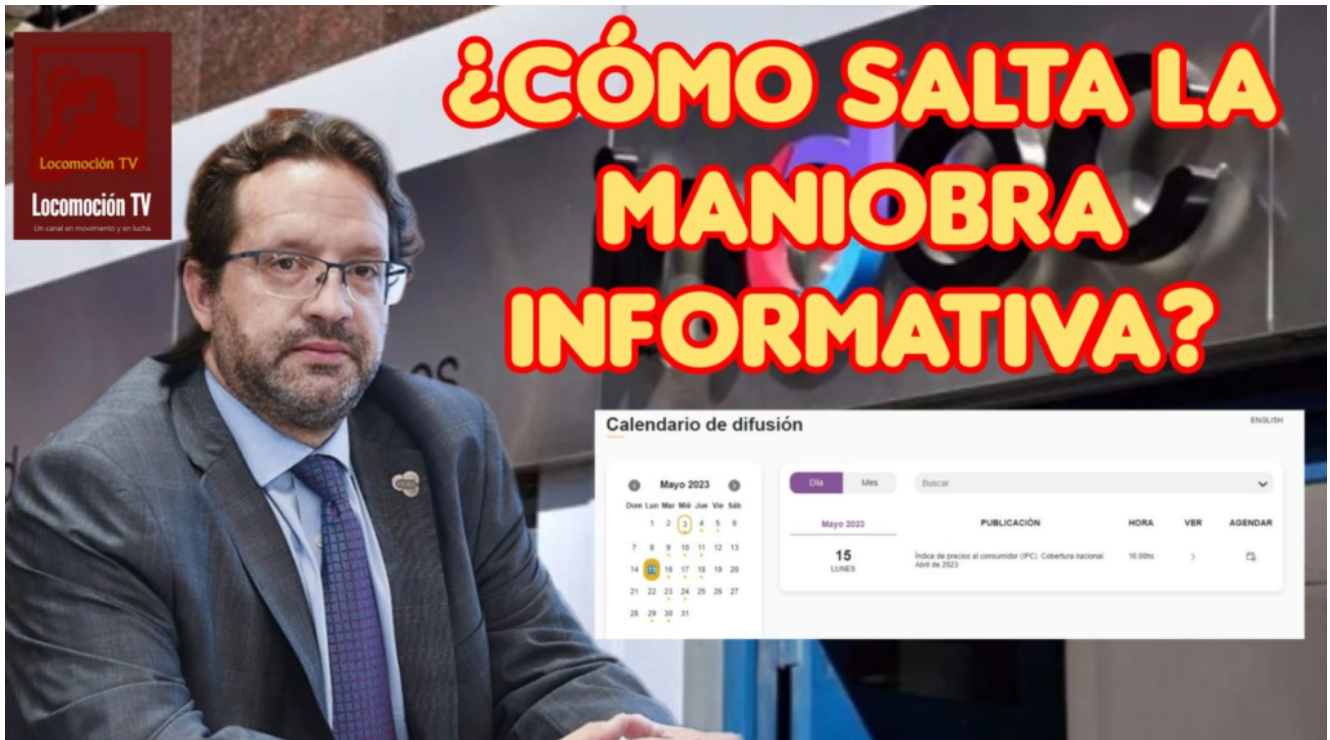 ¿CÓMO SALTA LA
MANIOBRA
INFORMATIVA?
Locomoción TV
Locomoción TV
Un canal en movimiento y en lucha
Calendario de difusión
ENGLISH
Mayo 2023
Dom Lun Mar Mié Jue Vie Sáb
1 2 3 4 5 6
7 8 9 10 11 12 13
14 15 16 17 18 19 20
21 22 23 24 25 26 27
28 29 30 31
Día Mes Buscar
Mayo 2023 PUBLICACIÓN HORA VER AGENDAR
15
LUNES
Índice de precios al consumidor (IPC). Cobertura nacional.
Abril de 2023
16:00hs